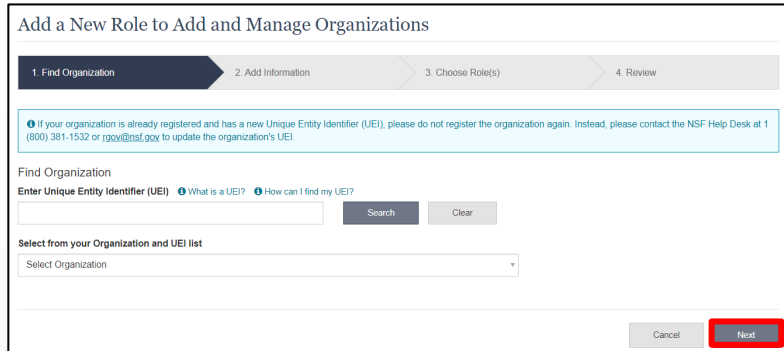 Add a New Role to Add and Manage Organizations
1. Find Organization
2. Add Information
3. Choose Role(s)
4. Review
If your organization is already registered and has a new Unique Entity Identifier (UEI), please do not register the organization again. Instead, please contact the NSF Help Desk at 1
(800) 381-1532 or rgov@nsf.gov to update the organization's UEI.
Find Organization
Enter Unique Entity Identifier (UEI) What is a UEI? How can I find my UEI?
Search
Clear
Select from your Organization and UEI list
Select Organization
Cancel
Next